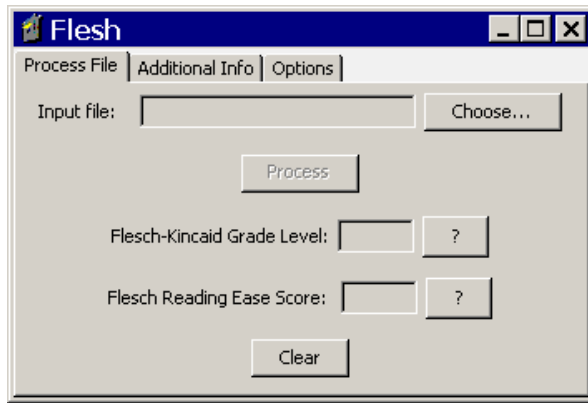 Flesh
Process File Additional Info Options
Input file: Choose...
Process
Flesch-Kincaid Grade Level: ?
Flesch Reading Ease Score: ?
Clear